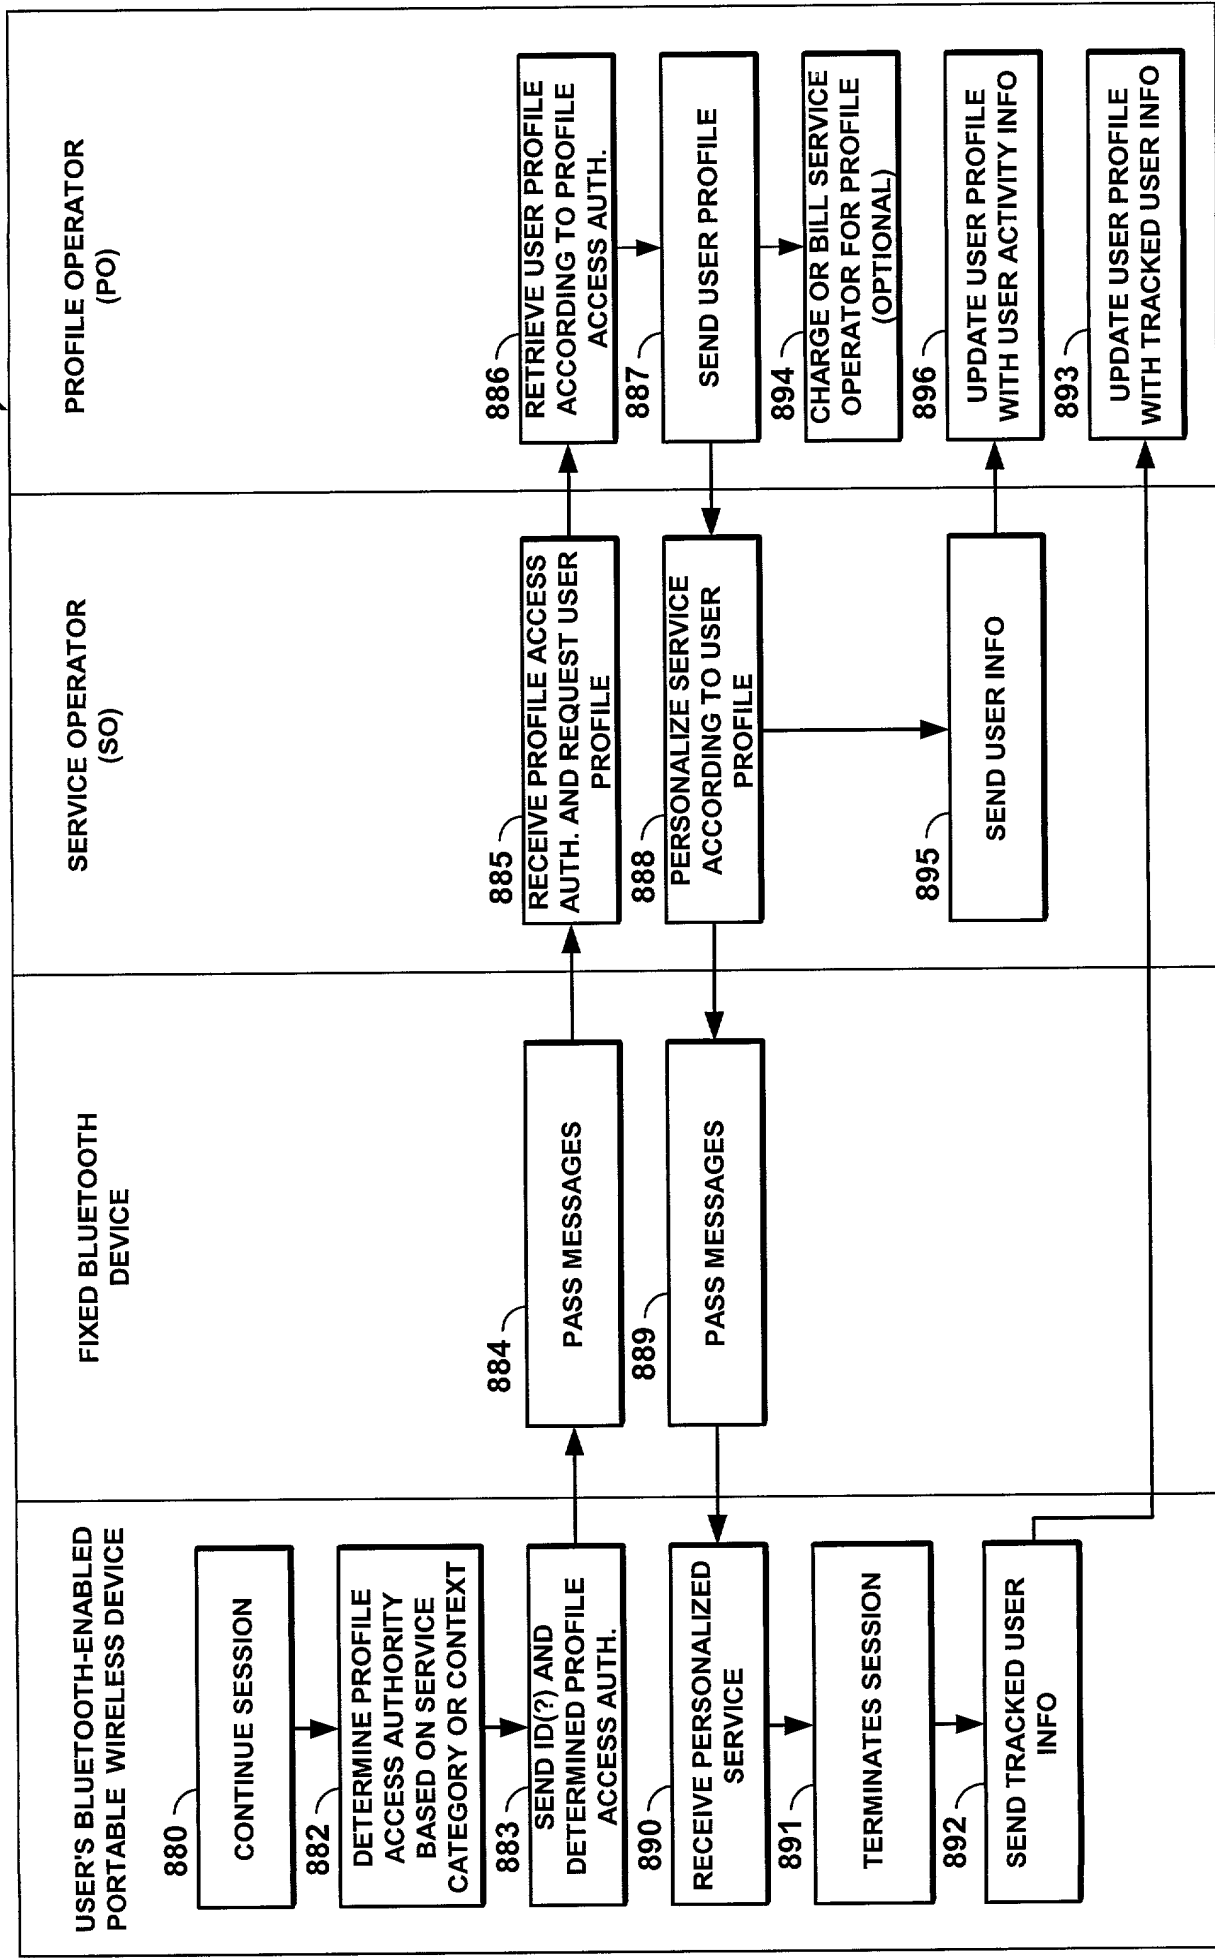 USER'S BLUETOOTH-ENABLED
PORTABLE WIRELESS DEVICE
880
CONTINUE SESSION
882
DETERMINE PROFILE
ACCESS AUTHORITY
BASED ON SERVICE
CATEGORY OR CONTEXT
883
SEND ID(?) AND
DETERMINED PROFILE
ACCESS AUTH.
890
RECEIVE PERSONALIZED
SERVICE
891
TERMINATES SESSION
892
SEND TRACKED USER
INFO
FIXED BLUETOOTH
DEVICE
884
PASS MESSAGES
889
PASS MESSAGES
SERVICE OPERATOR
(SO)
885
RECEIVE PROFILE ACCESS
AUTH. AND REQUEST USER
PROFILE
888
PERSONALIZE SERVICE
ACCORDING TO USER
PROFILE
895
SEND USER INFO
PROFILE OPERATOR
(PO)
886
RETRIEVE USER PROFILE
ACCORDING TO PROFILE
ACCESS AUTH.
887
SEND USER PROFILE
894
CHARGE OR BILL SERVICE
OPERATOR FOR PROFILE
(OPTIONAL)
896
UPDATE USER PROFILE
WITH USER ACTIVITY INFO
893
UPDATE USER PROFILE
WITH TRACKED USER INFO